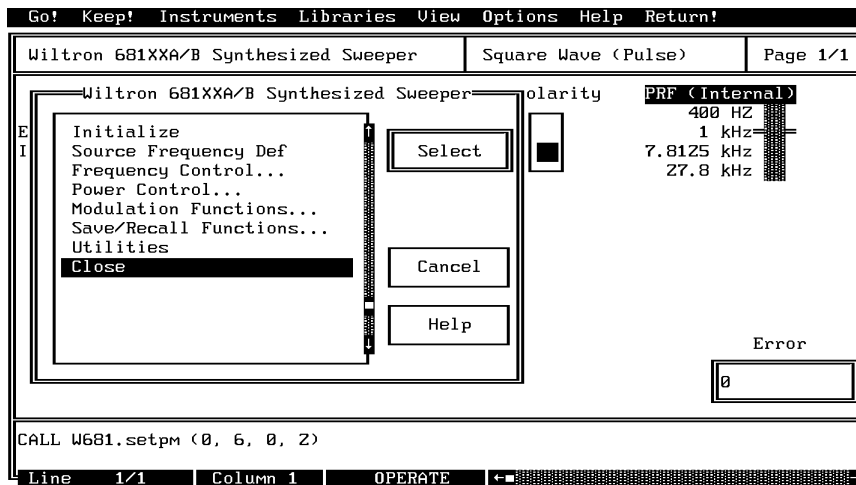 Go! Keep! Instruments Libraries View Options Help Return!
Wiltron 681XXA/B Synthesized Sweeper Square Wave (Pulse) Page 1/1
Wiltron 681XXA/B Synthesized Sweeper olarity PRF (Internal)
400 HZ
E Initialize 1 kHz
I Source Frequency Def Select 7.8125 kHz
Frequency Control... 27.8 kHz
Power Control...
Modulation Functions...
Save/Recall Functions...
Utilities
Close Cancel
Help
Error
0
CALL W681.setpm (0, 6, 0, 2)
Line 1/1 Column 1 OPERATE